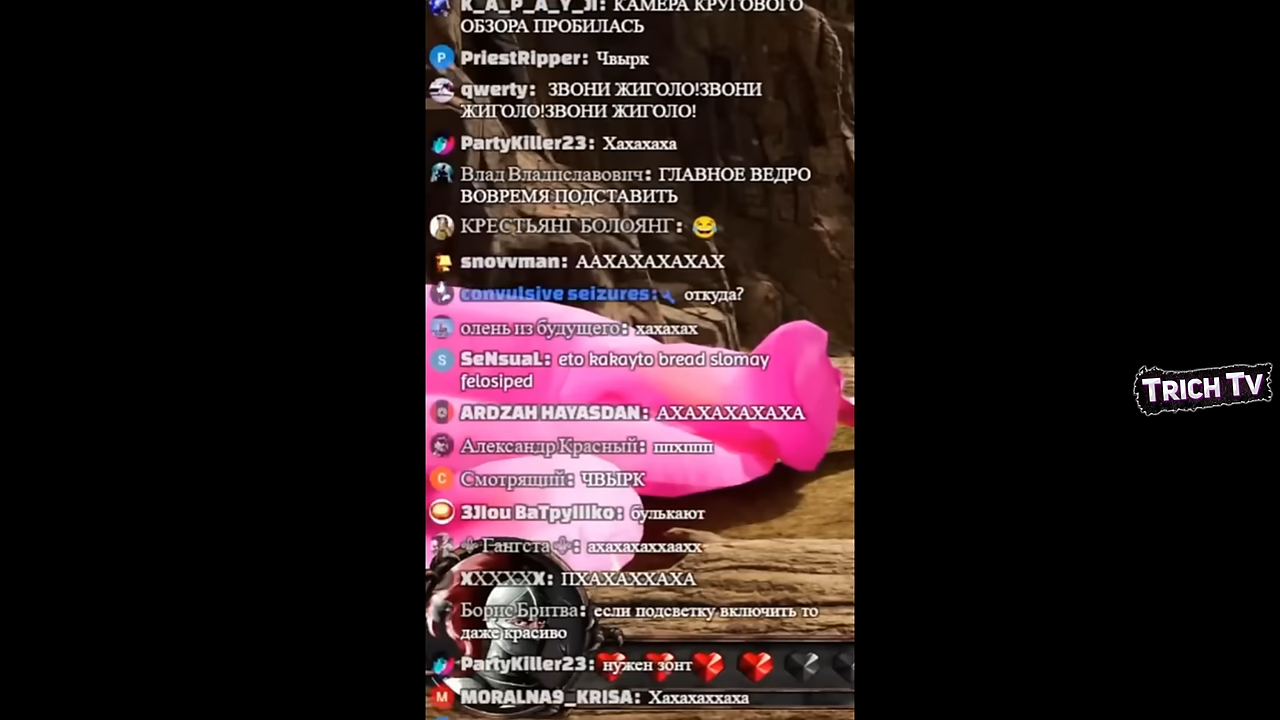 K_A_P_A_Y_JI: КАМЕРА КРУГОВОГО
ОБЗОРА ПРОБИЛАСЬ
PriestRipper: Чвырк
qwerty: ЗВОНИ ЖИГОЛО!ЗВОНИ
ЖИГОЛО!ЗВОНИ ЖИГОЛО!
PartyKiller23: Хахахаха
Влад Владиславович: ГЛАВНОЕ ВЕДРО
ВОВРЕМЯ ПОДСТАВИТЬ
КРЕСТЬЯНГ БОЛОЯНГ: 😂
snovvman: ААХАХАХАХАХ
convulsive seizures: откуда?
олень из будущего: хахахах
SeNsuaL: eto kakayto bread slomay
felosiped
ARDZAH HAYASDAN: АХАХАХАХАХА
Александр Красный:
Смотрящий: ЧВЫРК
3JIou BaTpyIIIko: булькают
⚜Гангста⚜: ахахахаххаахх
XXXXXX: ПХАХАХХАХА
Борис Бритва: если подсветку включить то
даже красиво
PartyKiller23: нужен зонт
MORALNA9_KRISA: Хахахаххаха
TRICH TV